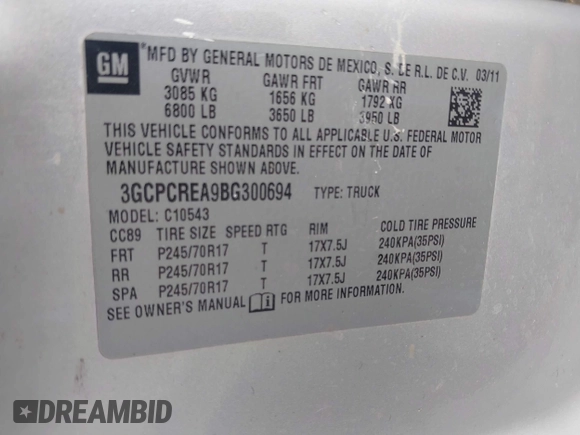 GM
*MFD BY GENERAL MOTORS DE MEXICO, S. DE R.L. DE C.V. 03/11
GVWR GAWR FRT GAWR RR
3085 KG 1656 KG 1792 KG
6800 LB 3650 LB 3950 LB
THIS VEHICLE CONFORMS TO ALL APPLICABLE U.S. FEDERAL MOTOR
VEHICLE SAFETY STANDARDS IN EFFECT ON THE DATE OF
MANUFACTURE SHOWN ABOVE.
3GCPCREA9BG300694 TYPE: TRUCK
MODEL: C10543
CC89 TIRE SIZE SPEED RTG RIM COLD TIRE PRESSURE
FRT P245/70R17 T 17X7.5J 240KPA(35PSI)
RR P245/70R17 T 17X7.5J 240KPA(35PSI)
SPA P245/70R17 T 17X7.5J 240KPA(35PSI)
SEE OWNER'S MANUAL FOR MORE INFORMATION.
DREAMBID